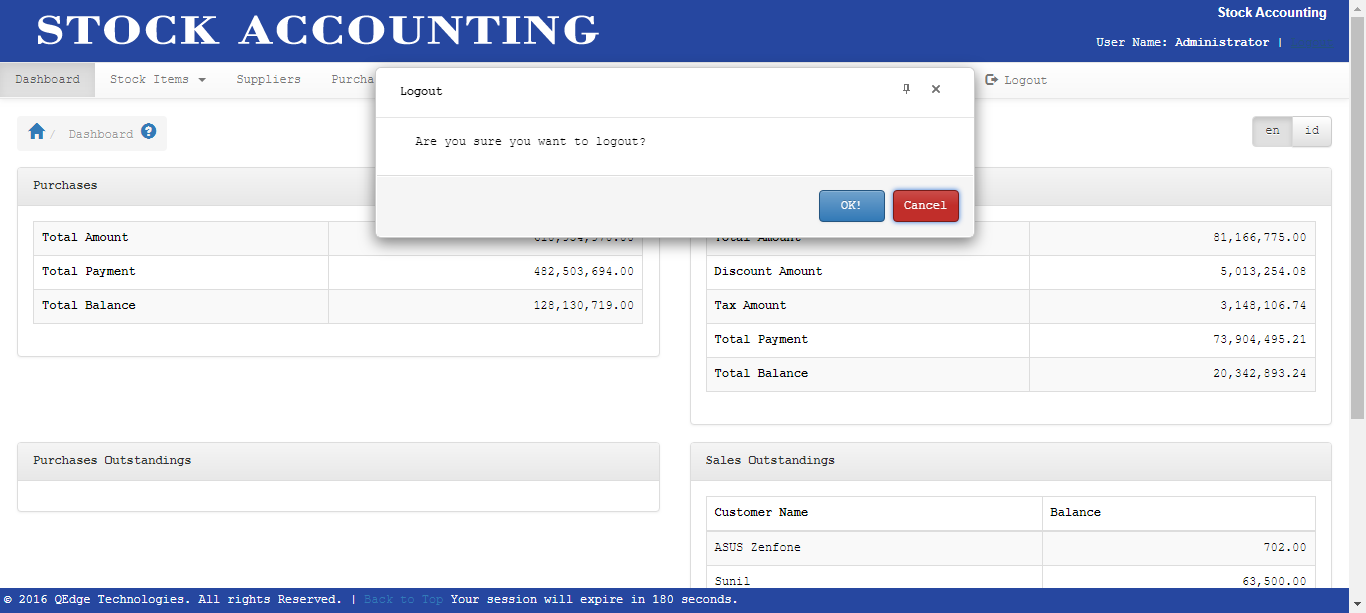 STOCK ACCOUNTING
Stock Accounting
User Name: Administrator |
Dashboard Stock Items Suppliers Purcha Logout
Logout
Are you sure you want to logout?
OK! Cancel
/ Dashboard
en id
Purchases
Total Amount
Total Payment 482,503,694.00
Total Balance 128,130,719.00
Total Amount 81,166,775.00
Discount Amount 5,013,254.08
Tax Amount 3,148,106.74
Total Payment 73,904,495.21
Total Balance 20,342,893.24
Purchases Outstandings
Sales Outstandings
Customer Name Balance
ASUS Zenfone 702.00
Sunil 63,500.00
© 2016 QEdge Technologies. All rights Reserved. | Back to Top Your session will expire in 180 seconds.